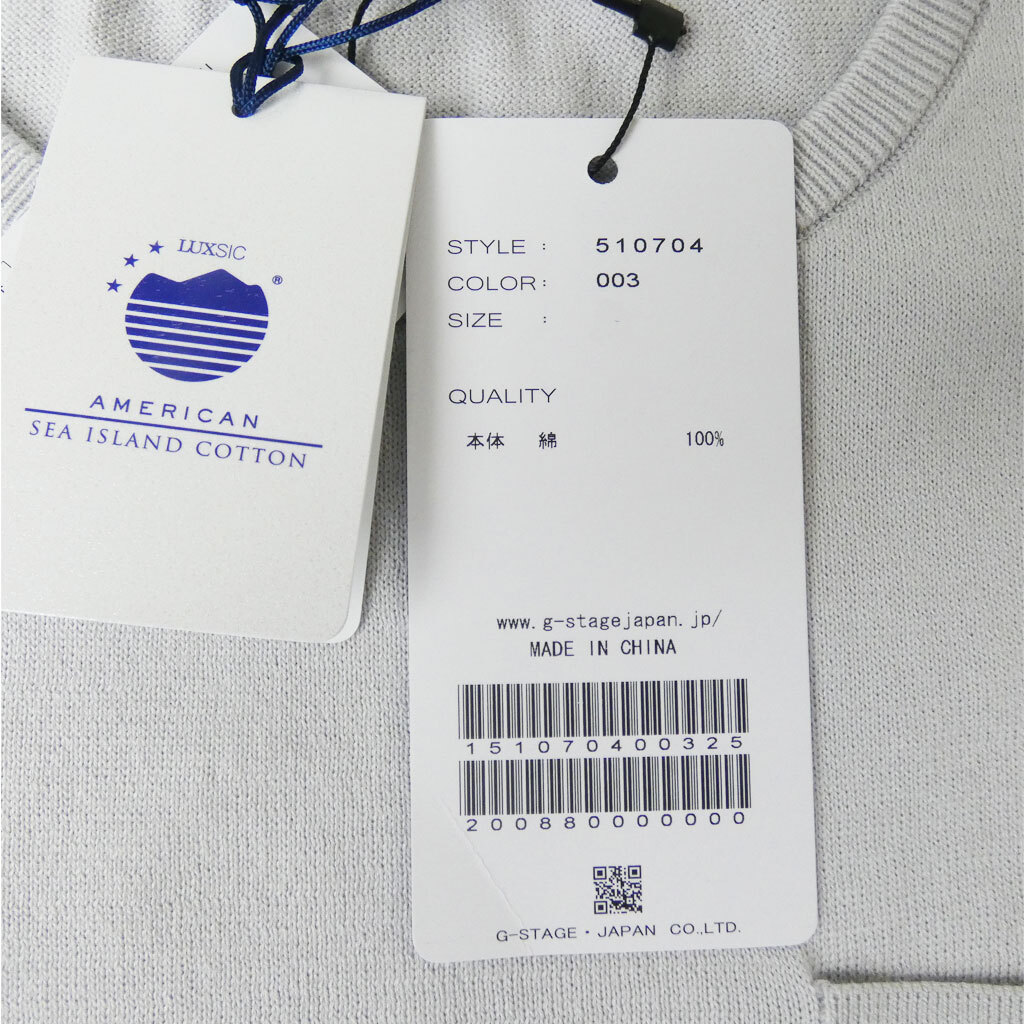 LUXSIC
®
AMERICAN
SEA ISLAND COTTON
STYLE : 510704
COLOR : 003
SIZE :
QUALITY
本体 綿 100%
www.g-stagejapan.jp/
MADE IN CHINA
151070400325
2008800000000
G-STAGE・JAPAN CO.,LTD.